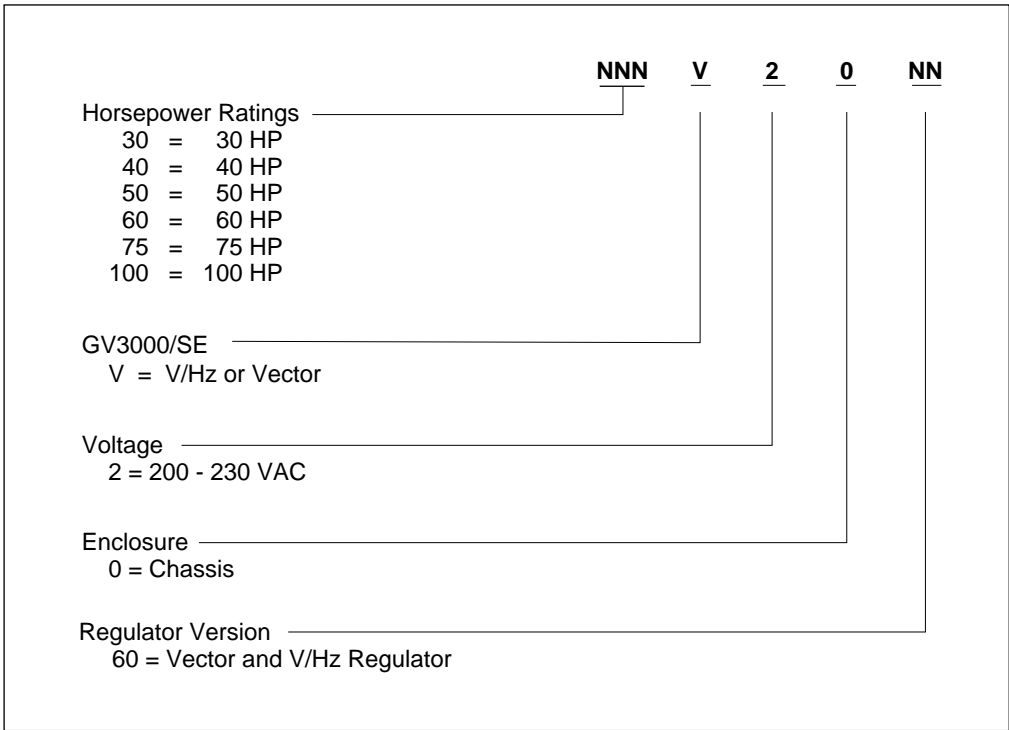 NNN V 2 0 NN
Horsepower Ratings
30 = 30 HP
40 = 40 HP
50 = 50 HP
60 = 60 HP
75 = 75 HP
100 = 100 HP
GV3000/SE
V = V/Hz or Vector
Voltage
2 = 200 - 230 VAC
Enclosure
0 = Chassis
Regulator Version
60 = Vector and V/Hz Regulator